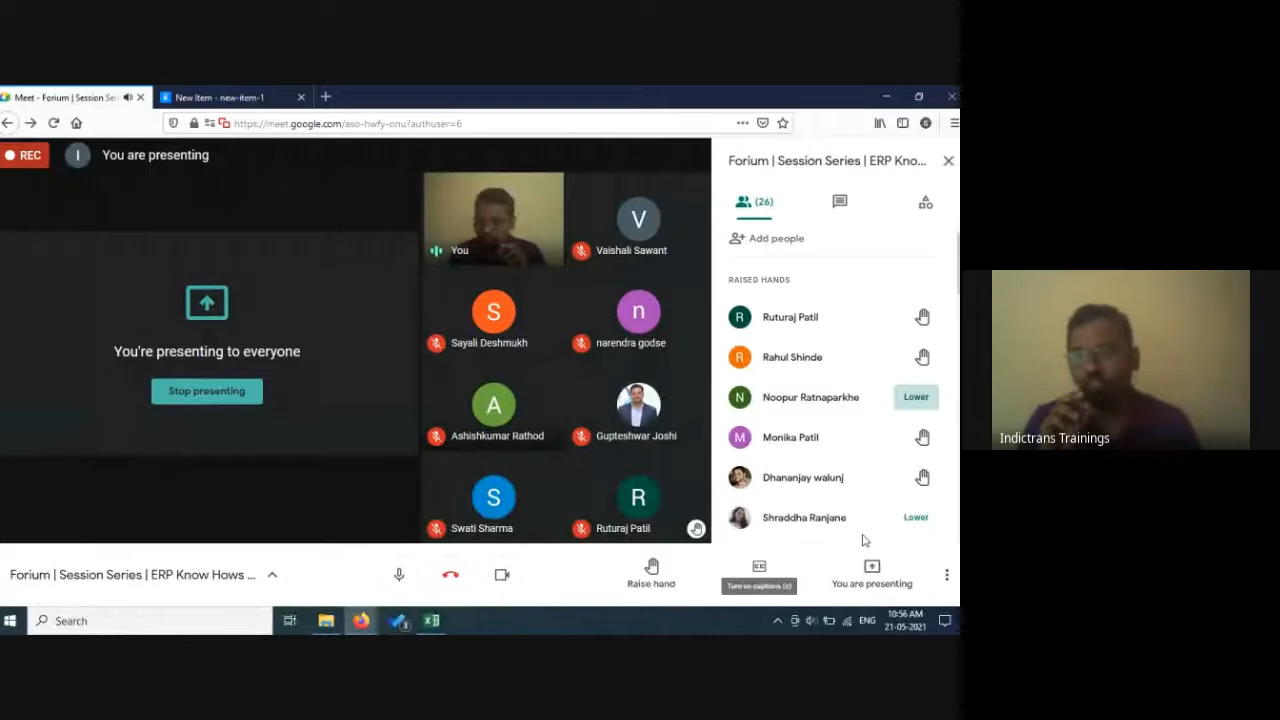 Meet - Forium | Session Se
New Item - new-item-1
https://meet.google.com/aso-hwfy-onu?authuser=6
REC
I
You are presenting
Forium | Session Series | ERP Kno...
(26)
Add people
RAISED HANDS
You
V
Vaishali Sawant
You're presenting to everyone
Stop presenting
S
Sayali Deshmukh
n
narendra godse
A
Ashishkumar Rathod
Gupteshwar Joshi
S
Swati Sharma
R
Ruturaj Patil
R
Ruturaj Patil
R
Rahul Shinde
N
Noopur Ratnaparkhe
Lower
M
Monika Patil
Dhananjay walunj
Shraddha Ranjane
Lower
Forium | Session Series | ERP Know Hows ...
Raise hand
Turn on captions (c)
You are presenting
Search
ENG
10:56 AM
21-05-2021
Indictrans Trainings